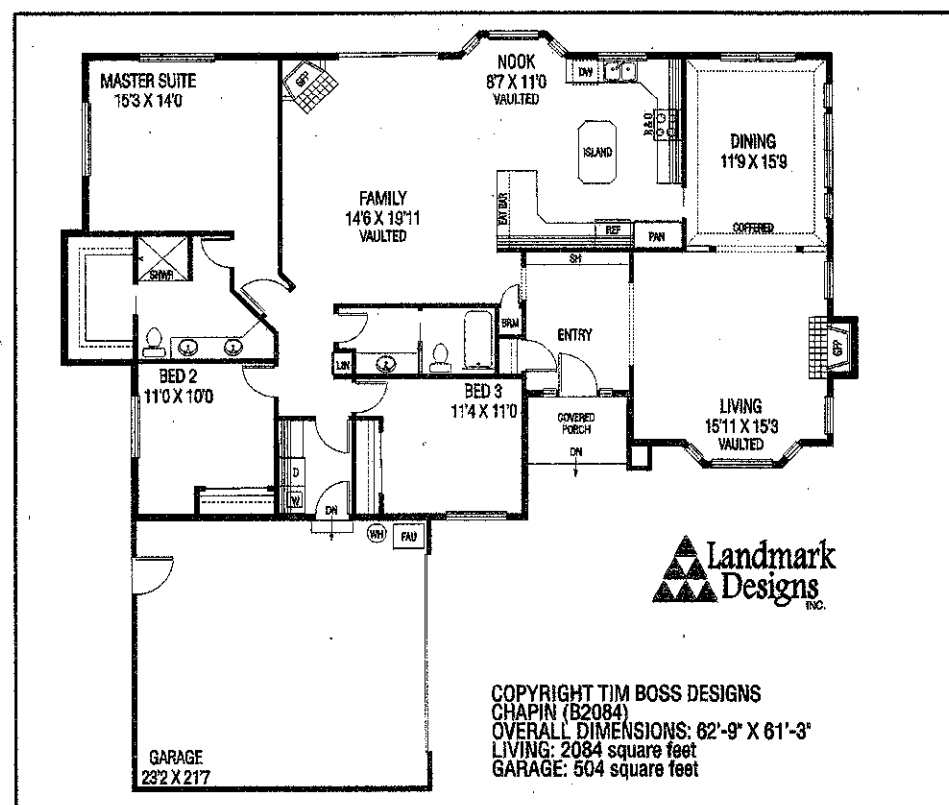 MASTER SUITE
15'3 X 14'0
GFP
NOOK
8'7 X 11'0
VAULTED
DW
R&O
ISLAND
DINING
11'9 X 15'9
COFFERED
FAMILY
14'6 X 19'11
VAULTED
EAT BAR
REF
PAN
SHWR
SH
BRM
ENTRY
GFP
LIN
BED 2
11'0 X 10'0
BED 3
11'4 X 11'0
COVERED
PORCH
DN
LIVING
15'11 X 15'3
VAULTED
D
W
DN
WH
FAU
Landmark
Designs
INC.
COPYRIGHT TIM BOSS DESIGNS
CHAPIN (B2084)
OVERALL DIMENSIONS: 62'-9" X 61'-3"
LIVING: 2084 square feet
GARAGE: 504 square feet
GARAGE
23'2 X 21'7